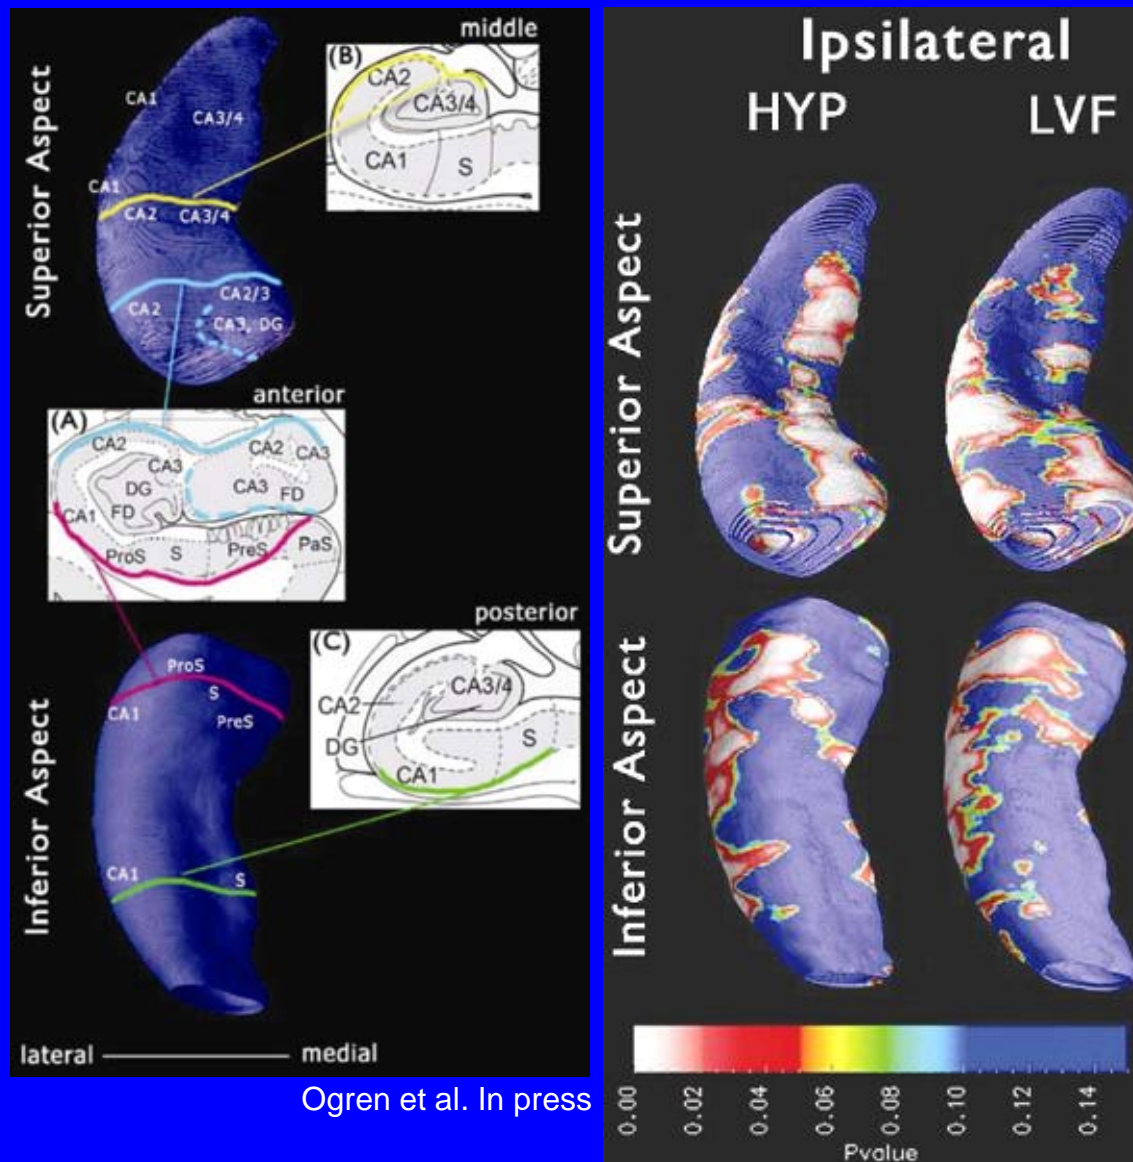 Superior Aspect
CA1
CA3/4
CA1
CA2
CA3/4
CA2
CA2/3
CA3, DG
middle
(B)
CA2
CA3/4
CA1
S
anterior
(A)
CA2
CA2
CA3
CA3
DG
CA3
FD
FD
CA1
ProS
S
PreS
PaS
posterior
(C)
CA3/4
CA2
DG
S
CA1
Inferior Aspect
ProS
S
CA1
PreS
CA1
S
lateral
medial
Ogren et al. In press
Ipsilateral
HYP
LVF
Superior Aspect
Inferior Aspect
0.00
0.02
0.04
0.06
0.08
0.10
0.12
0.14
Pvalue